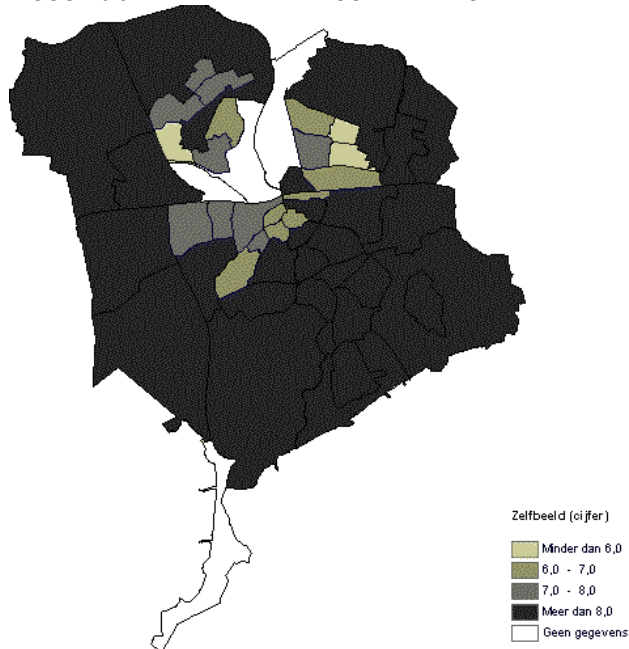 Zelfbeeld (cijfer)
Minder dan 6,0
6,0 - 7,0
7,0 - 8,0
Meer dan 8,0
Geen gegevens